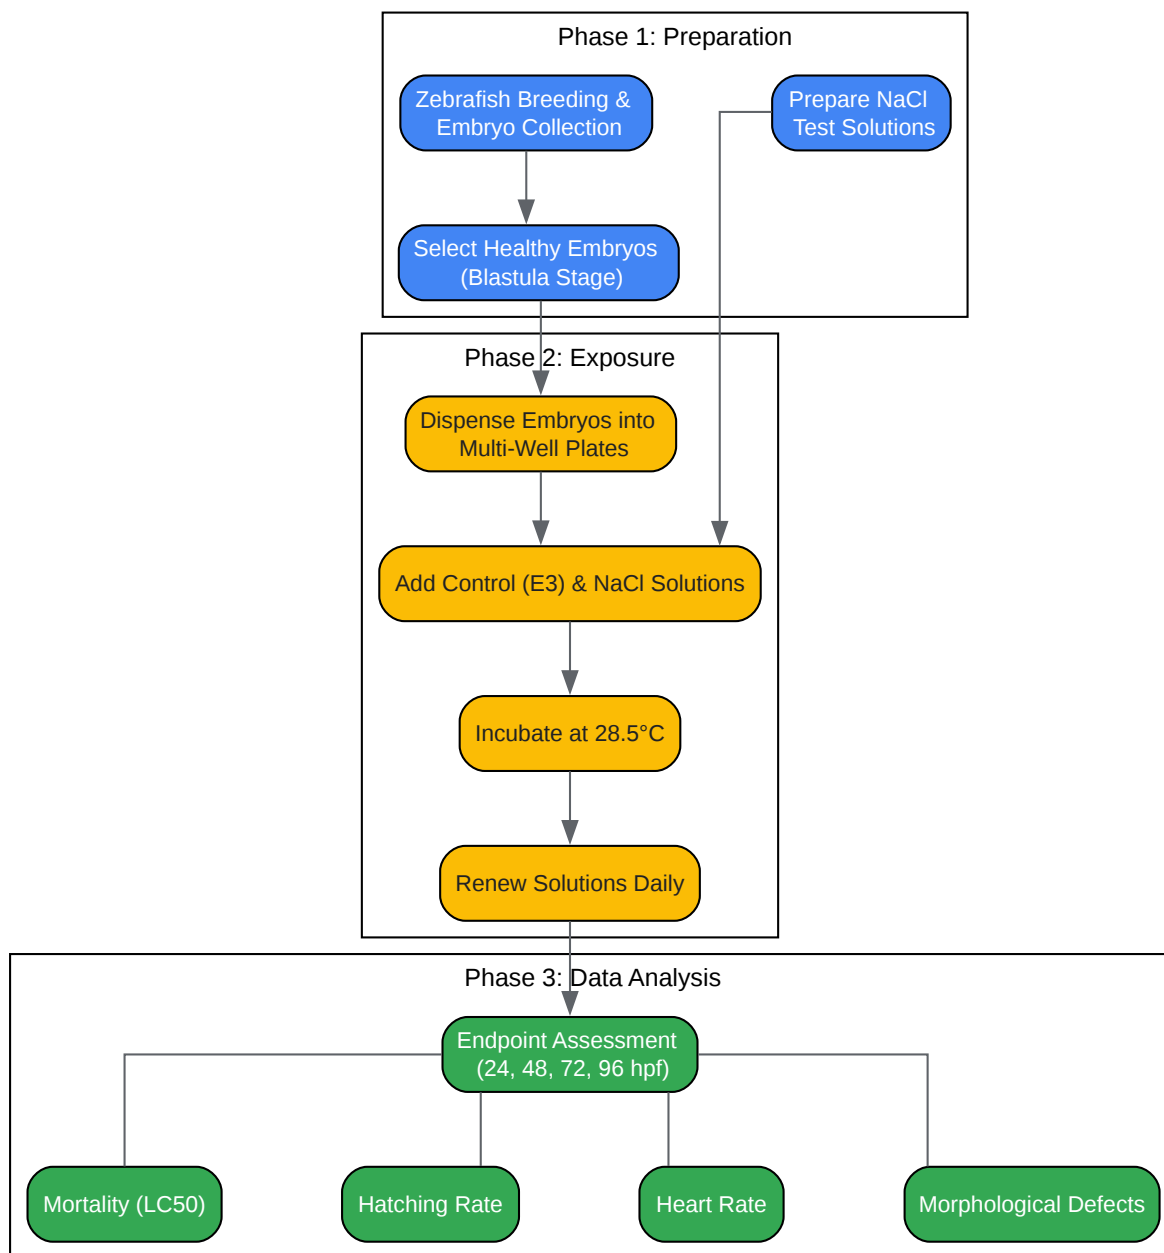 Phase 1: Preparation
Zebrafish Breeding &
Embryo Collection
Prepare NaCl
Test Solutions
Select Healthy Embryos
(Blastula Stage)
Phase 2: Exposure
Dispense Embryos into
Multi-Well Plates
Add Control (E3) & NaCl Solutions
Incubate at 28.5°C
Renew Solutions Daily
Phase 3: Data Analysis
Endpoint Assessment
(24, 48, 72, 96 hpf)
Mortality (LC50)
Hatching Rate
Heart Rate
Morphological Defects